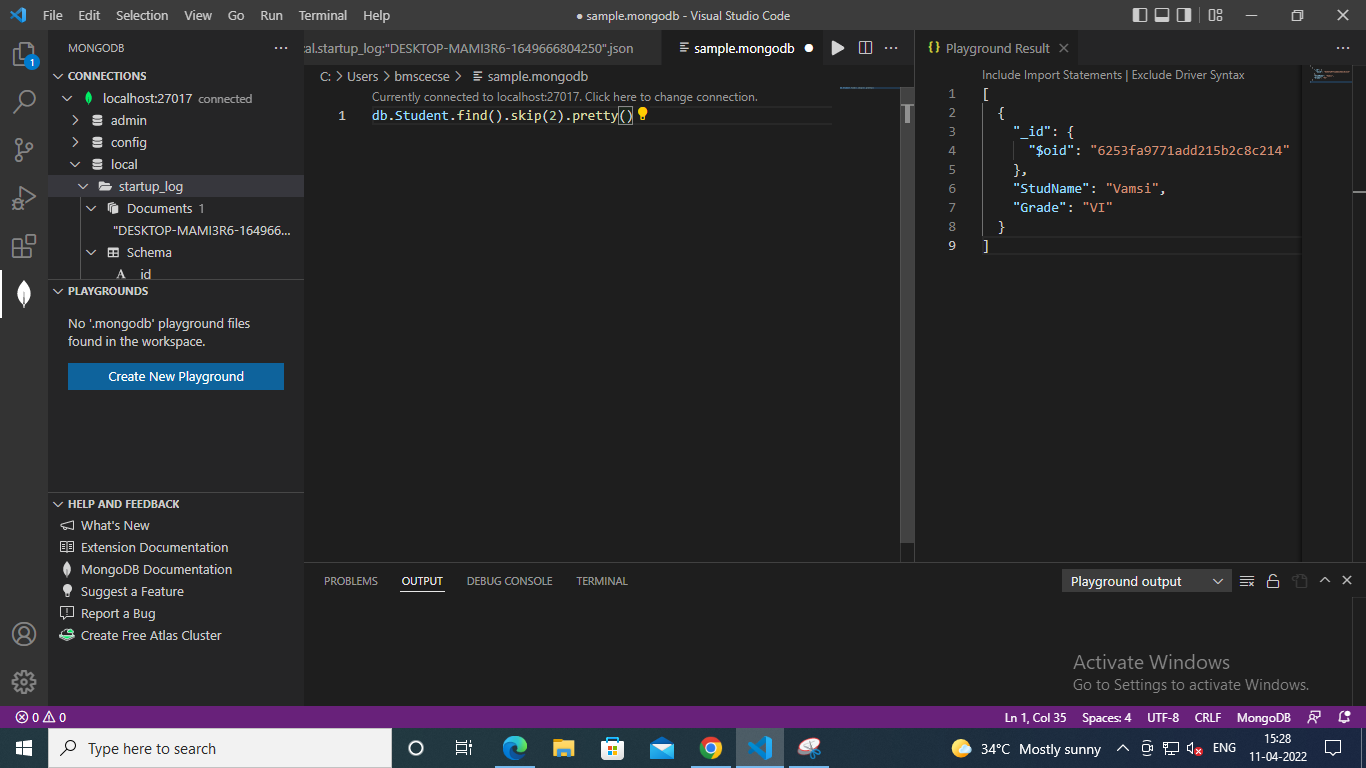 File Edit Selection View Go Run Terminal Help
● sample.mongodb - Visual Studio Code
MONGODB
CONNECTIONS
localhost:27017 connected
admin
config
local
startup_log
Documents 1
"DESKTOP-MAMI3R6-164966...
Schema
A id
PLAYGROUNDS
No '.mongodb' playground files
found in the workspace.
Create New Playground
HELP AND FEEDBACK
What's New
Extension Documentation
MongoDB Documentation
Suggest a Feature
Report a Bug
Create Free Atlas Cluster
cal.startup_log:"DESKTOP-MAMI3R6-1649666804250".json
sample.mongodb ●
C: > Users > bmscecse > sample.mongodb
Currently connected to localhost:27017. Click here to change connection.
1 db.Student.find().skip(2).pretty()
{} Playground Result
Include Import Statements | Exclude Driver Syntax
1 [
2 {
3 "_id": {
4 "$oid": "6253fa9771add215b2c8c214"
5 },
6 "StudName": "Vamsi",
7 "Grade": "VI"
8 }
9 ]
PROBLEMS OUTPUT DEBUG CONSOLE TERMINAL
Playground output
Activate Windows
Go to Settings to activate Windows.
0 0
Ln 1, Col 35 Spaces: 4 UTF-8 CRLF MongoDB
Type here to search
34°C Mostly sunny
ENG
15:28
11-04-2022
1